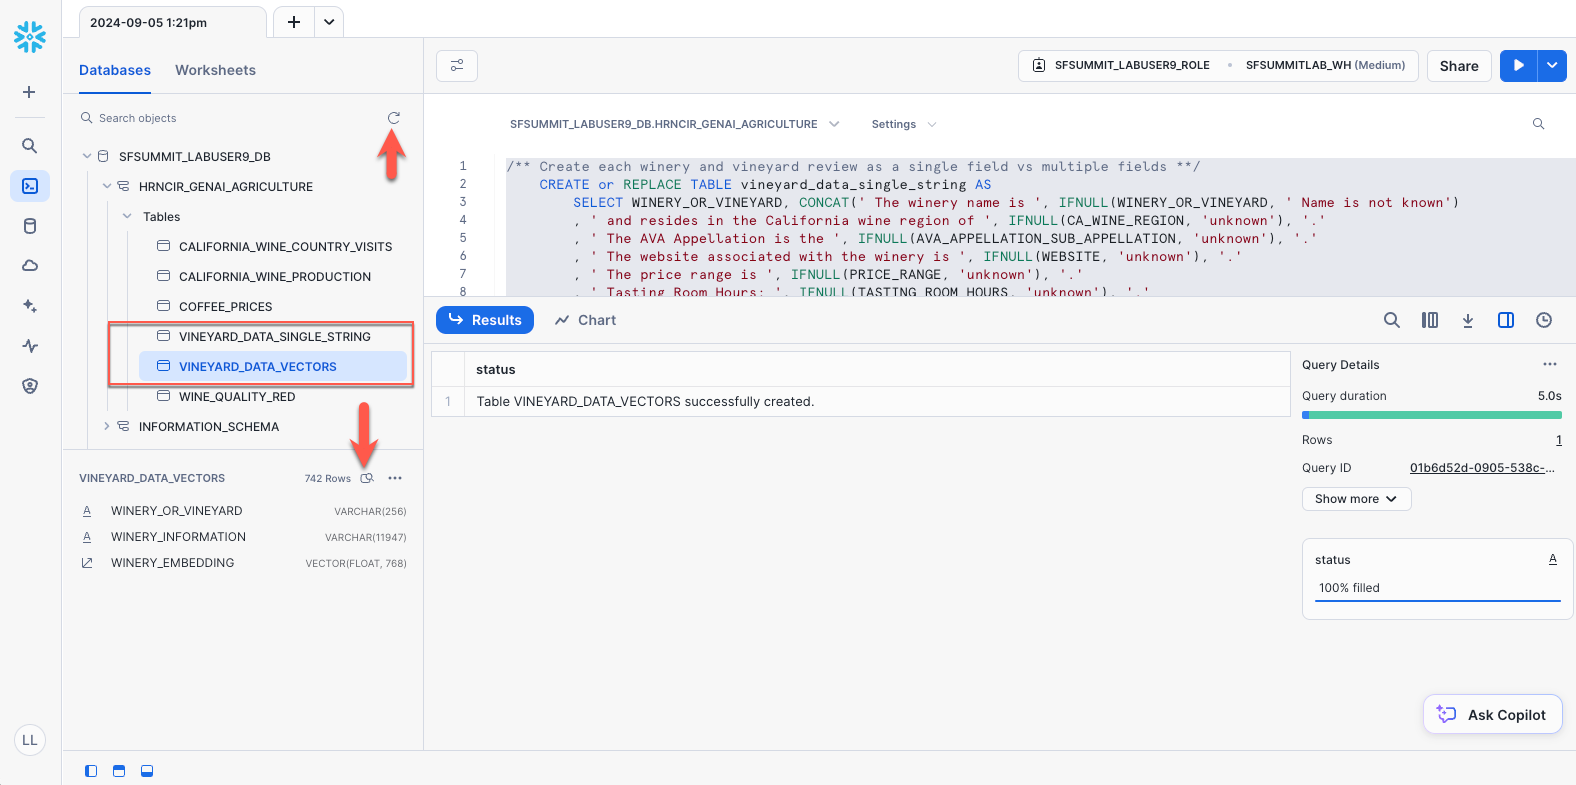 2024-09-05 1:21pm
Databases
Worksheets
SFSUMMIT_LABUSER9_ROLE
SFSUMMITLAB_WH (Medium)
Share
Search objects
SFSUMMIT_LABUSER9_DB
HRNCIR_GENAI_AGRICULTURE
Tables
CALIFORNIA_WINE_COUNTRY_VISITS
CALIFORNIA_WINE_PRODUCTION
COFFEE_PRICES
VINEYARD_DATA_SINGLE_STRING
VINEYARD_DATA_VECTORS
WINE_QUALITY_RED
INFORMATION_SCHEMA
VINEYARD_DATA_VECTORS 742 Rows
A WINERY_OR_VINEYARD VARCHAR(256)
A WINERY_INFORMATION VARCHAR(11947)
WINERY_EMBEDDING VECTOR(FLOAT, 768)
LL
SFSUMMIT_LABUSER9_DB.HRNCIR_GENAI_AGRICULTURE
Settings
1 /** Create each winery and vineyard review as a single field vs multiple fields **/
2 CREATE or REPLACE TABLE vineyard_data_single_string AS
3 SELECT WINERY_OR_VINEYARD, CONCAT(' The winery name is ', IFNULL(WINERY_OR_VINEYARD, ' Name is not known')
4 , ' and resides in the California wine region of ', IFNULL(CA_WINE_REGION, 'unknown'), '.'
5 , ' The AVA Appellation is the ', IFNULL(AVA_APPELLATION_SUB_APPELLATION, 'unknown'), '.'
6 , ' The website associated with the winery is ', IFNULL(WEBSITE, 'unknown'), '.'
7 , ' The price range is ', IFNULL(PRICE_RANGE, 'unknown'), '.'
8 , ' Tasting Room Hours: ', IFNULL(TASTING_ROOM_HOURS, 'unknown'), '.'
Results
Chart
status
1 Table VINEYARD_DATA_VECTORS successfully created.
Query Details
Query duration 5.0s
Rows 1
Query ID 01b6d52d-0905-538c-...
Show more
status A
100% filled
Ask Copilot